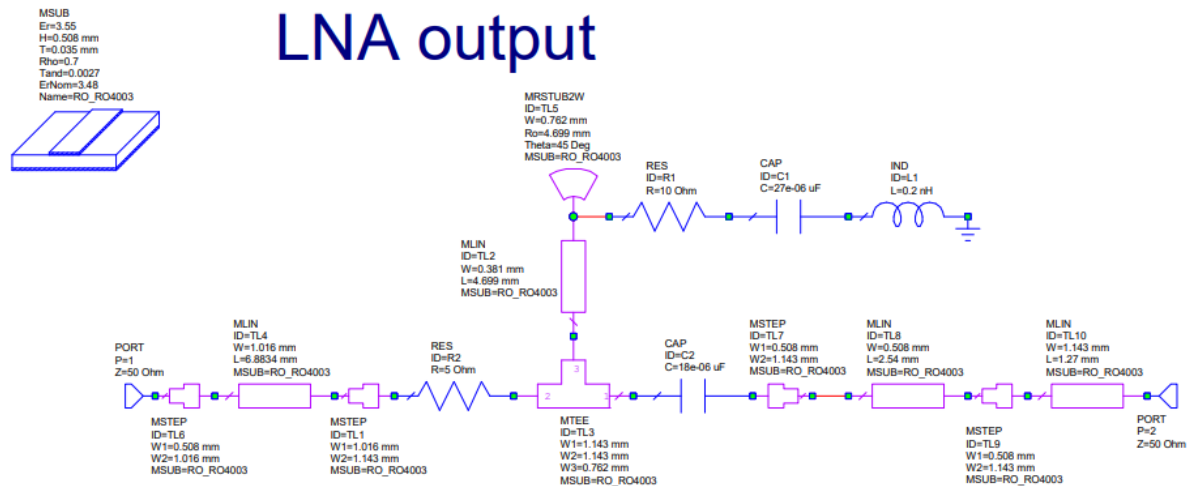 MSUB
Er=3.55
H=0.508 mm
T=0.035 mm
Rho=0.7
Tand=0.0027
ErNom=3.48
Name=RO_RO4003
LNA output
MRSTUB2W
ID=TL5
W=0.762 mm
Ro=4.699 mm
Theta=45 Deg
MSUB=RO_RO4003
RES
ID=R1
R=10 Ohm
CAP
ID=C1
C=27e-06 uF
IND
ID=L1
L=0.2 nH
MLIN
ID=TL2
W=0.381 mm
L=4.699 mm
MSUB=RO_RO4003
PORT
P=1
Z=50 Ohm
MLIN
ID=TL4
W=1.016 mm
L=6.8834 mm
MSUB=RO_RO4003
RES
ID=R2
R=5 Ohm
CAP
ID=C2
C=18e-06 uF
MSTEP
ID=TL7
W1=0.508 mm
W2=1.143 mm
MSUB=RO_RO4003
MLIN
ID=TL8
W=0.508 mm
L=2.54 mm
MSUB=RO_RO4003
MLIN
ID=TL10
W=1.143 mm
L=1.27 mm
MSUB=RO_RO4003
3
2
1
MSTEP
ID=TL6
W1=0.508 mm
W2=1.016 mm
MSUB=RO_RO4003
MSTEP
ID=TL1
W1=1.016 mm
W2=1.143 mm
MSUB=RO_RO4003
MTEE
ID=TL3
W1=1.143 mm
W2=1.143 mm
W3=0.762 mm
MSUB=RO_RO4003
MSTEP
ID=TL9
W1=0.508 mm
W2=1.143 mm
MSUB=RO_RO4003
PORT
P=2
Z=50 Ohm